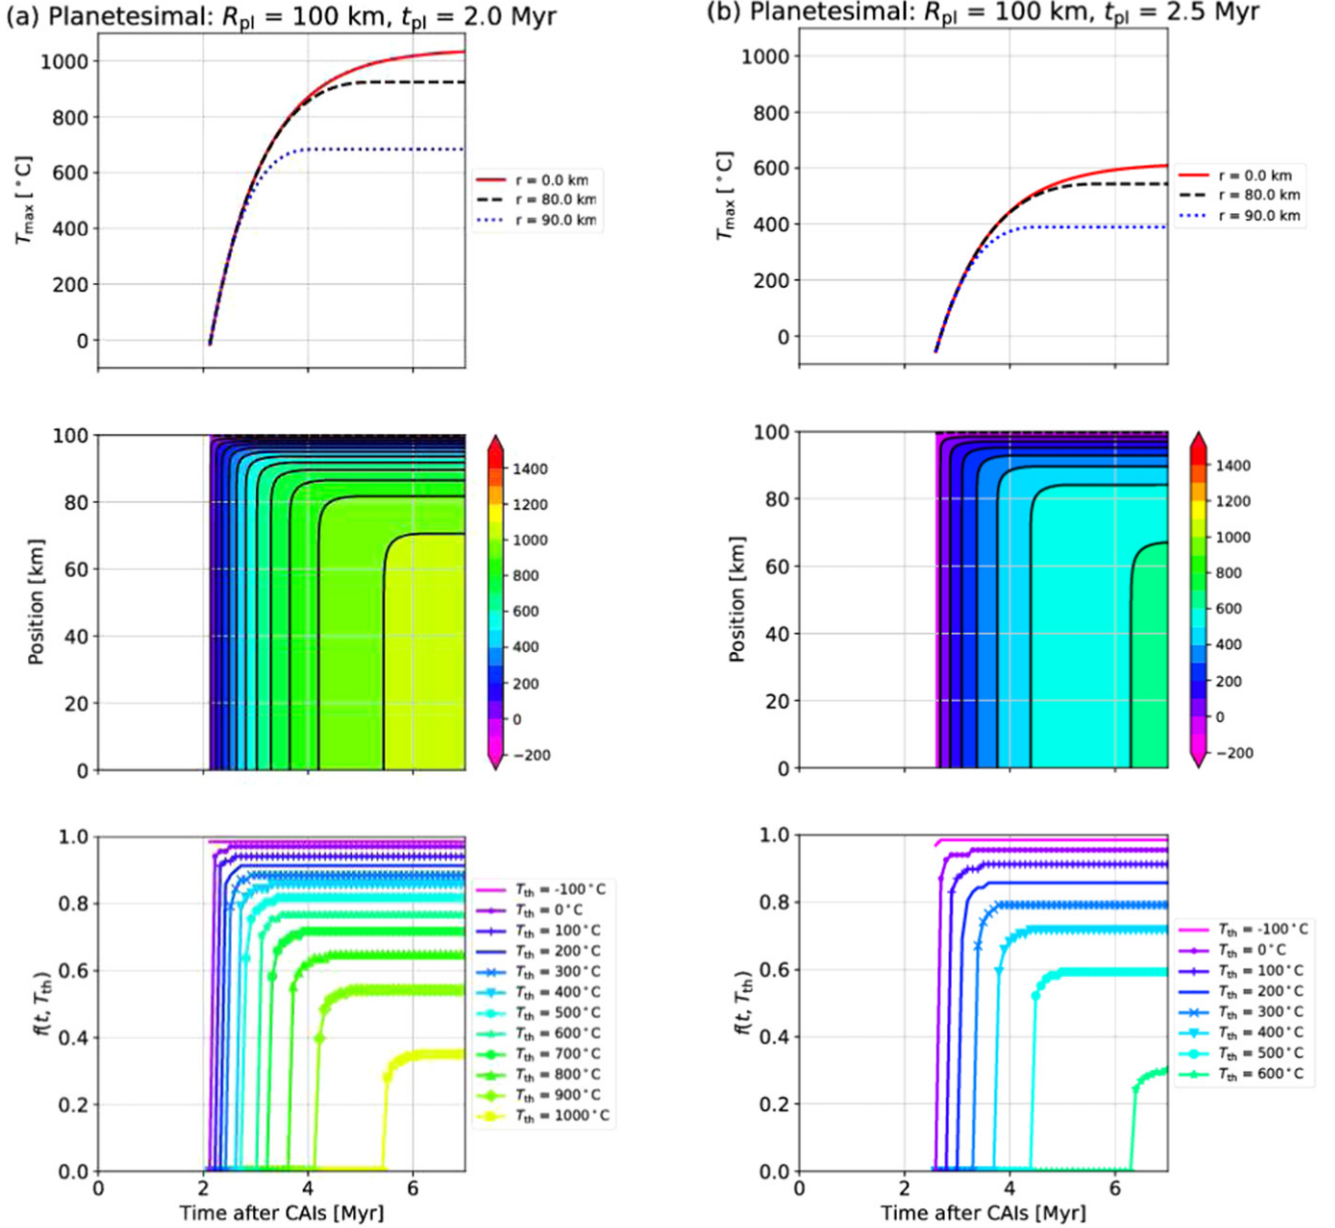 (a) Planetesimal: Rpl = 100 km, tpl = 2.0 Myr
1000
800
600
400
200
0
Tmax [°C]
r = 0.0 km
r = 80.0 km
r = 90.0 km
(b) Planetesimal: Rpl = 100 km, tpl = 2.5 Myr
1000
800
600
400
200
0
Tmax [°C]
r = 0.0 km
r = 80.0 km
r = 90.0 km
100
80
60
40
20
0
Position [km]
1400
1200
1000
800
600
400
200
0
−200
100
80
60
40
20
0
Position [km]
1400
1200
1000
800
600
400
200
0
−200
1.0
0.8
0.6
0.4
0.2
0.0
f(t, Tth)
0 2 4 6
Time after CAIs [Myr]
Tth = -100°C
Tth = 0°C
Tth = 100°C
Tth = 200°C
Tth = 300°C
Tth = 400°C
Tth = 500°C
Tth = 600°C
Tth = 700°C
Tth = 800°C
Tth = 900°C
Tth = 1000°C
1.0
0.8
0.6
0.4
0.2
0.0
f(t, Tth)
0 2 4 6
Time after CAIs [Myr]
Tth = -100°C
Tth = 0°C
Tth = 100°C
Tth = 200°C
Tth = 300°C
Tth = 400°C
Tth = 500°C
Tth = 600°C